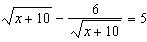 √(x + 10) − 6/√(x + 10) = 5